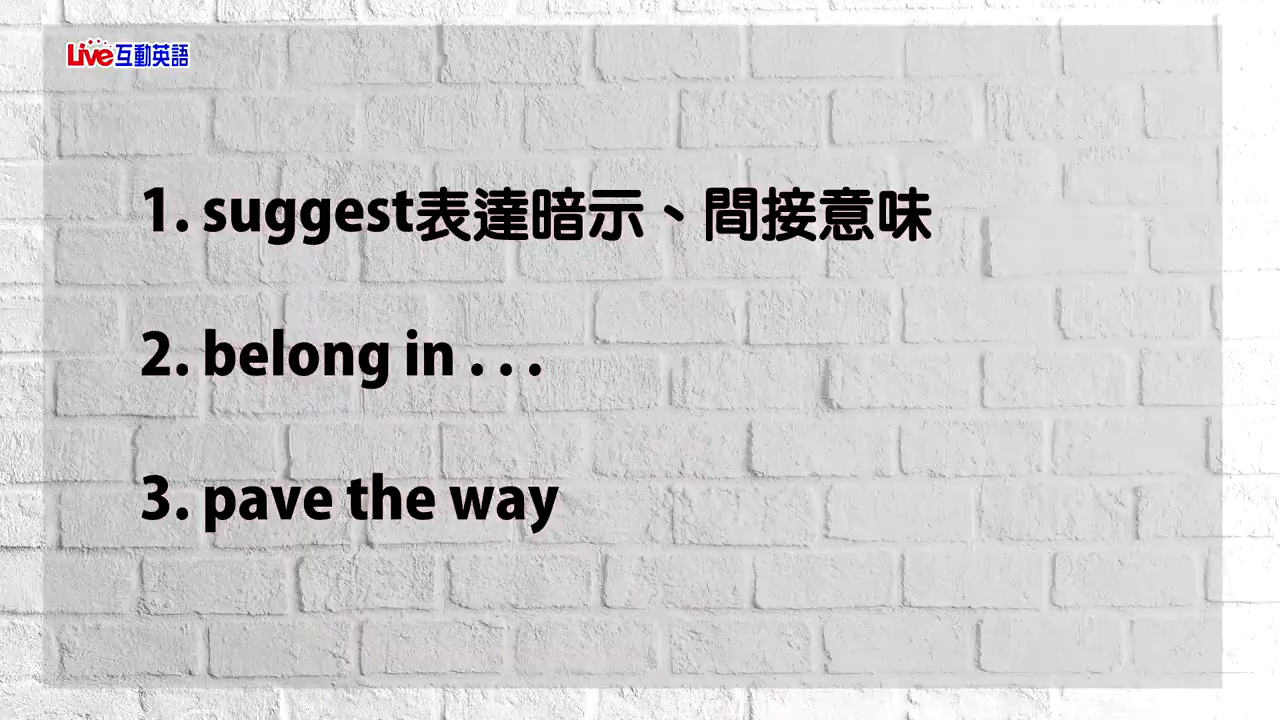 Live互動英語
1. suggest表達暗示、間接意味
2. belong in . . .
3. pave the way